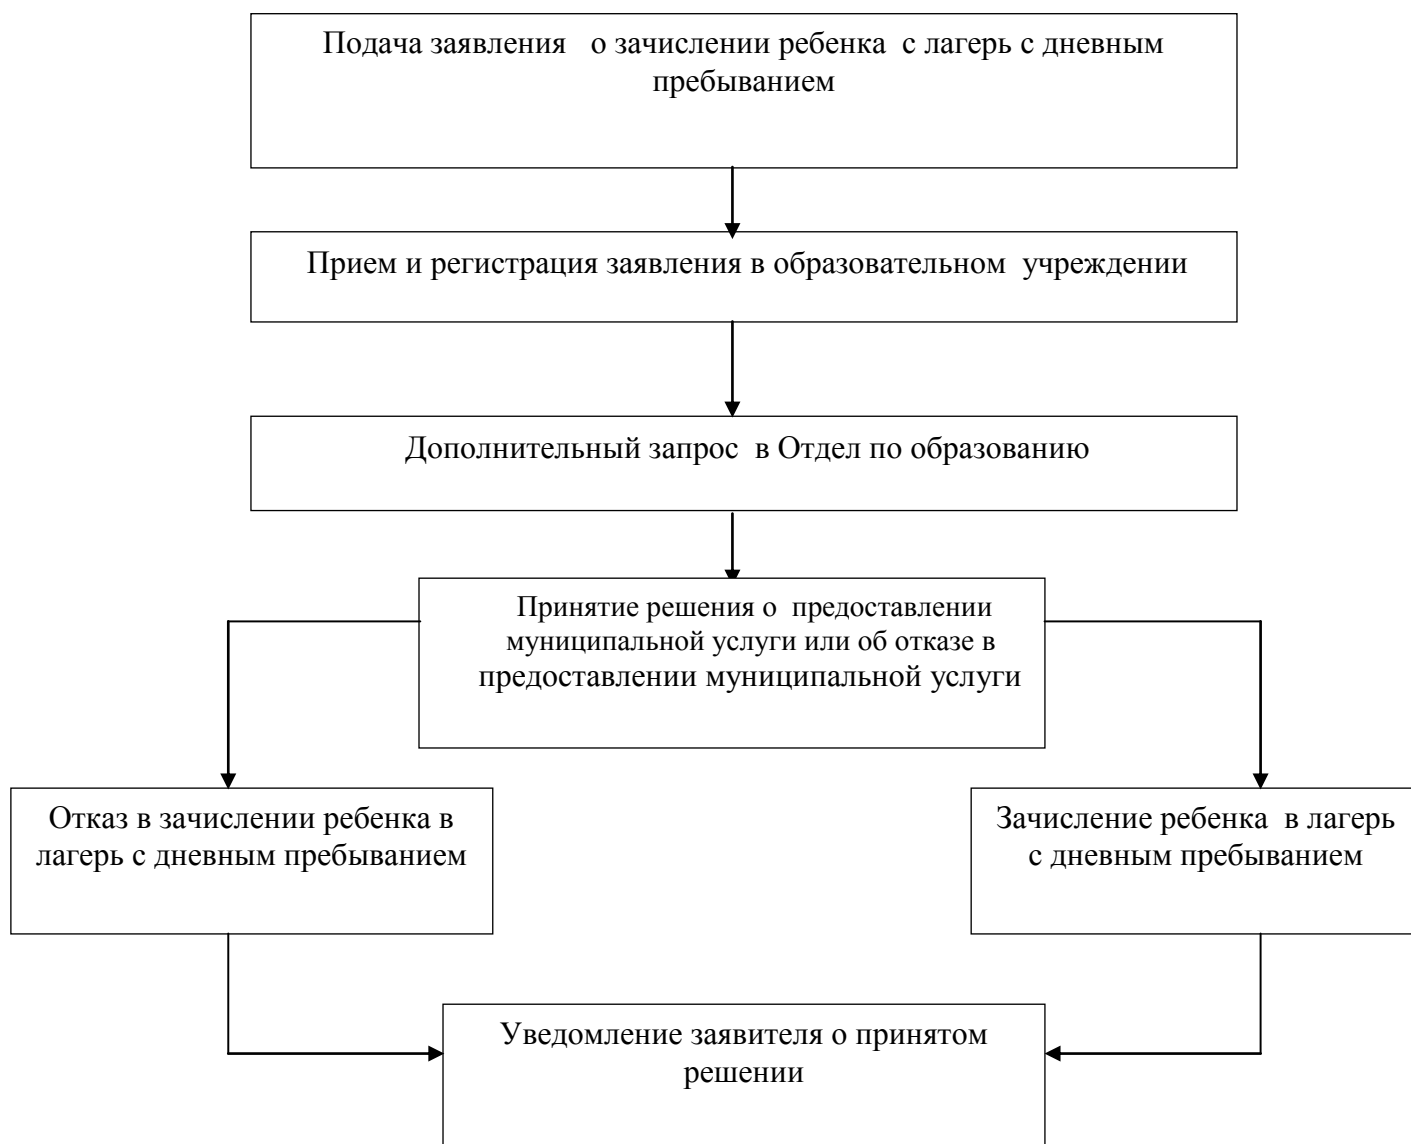 Подача заявления о зачислении ребенка с лагерь с дневным
пребыванием
Прием и регистрация заявления в образовательном учреждении
Дополнительный запрос в Отдел по образованию
Принятие решения о предоставлении
муниципальной услуги или об отказе в
предоставлении муниципальной услуги
Отказ в зачислении ребенка в
лагерь с дневным пребыванием
Зачисление ребенка в лагерь
с дневным пребыванием
Уведомление заявителя о принятом
решении